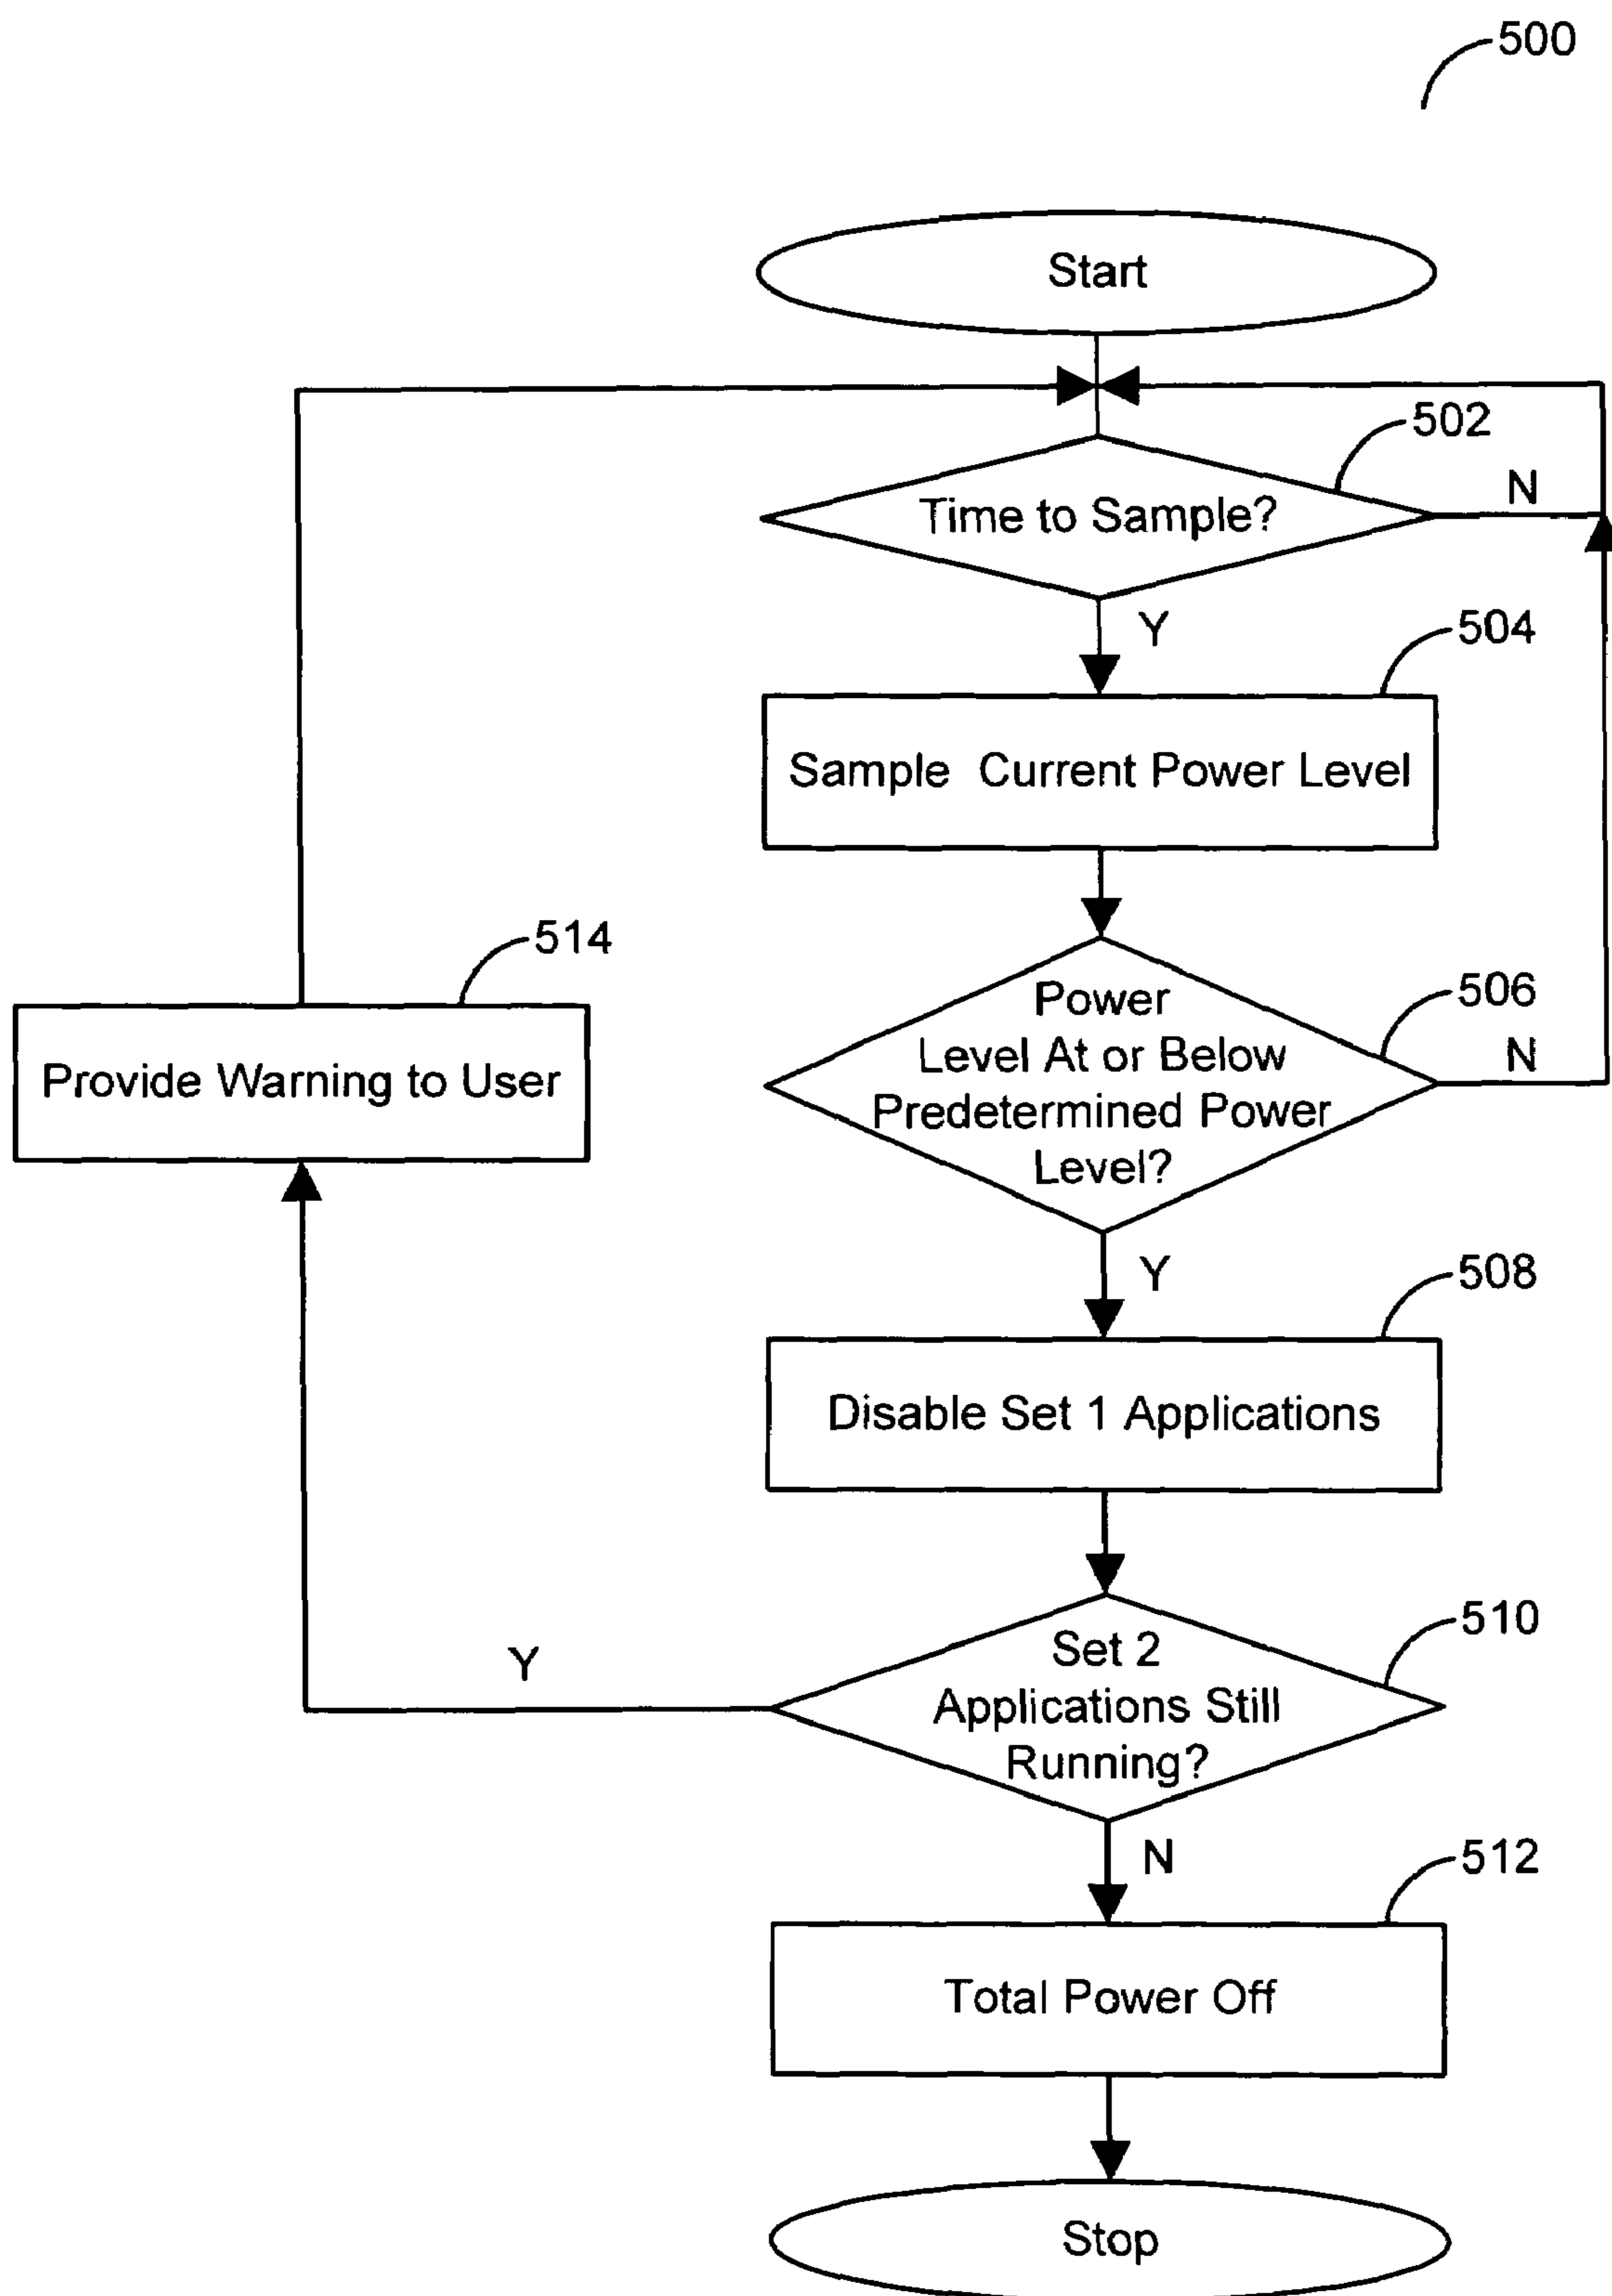 500
Start
502
Time to Sample?
N
Y
504
Sample Current Power Level
514
Provide Warning to User
506
Power
Level At or Below
Predetermined Power
Level?
N
Y
508
Disable Set 1 Applications
510
Set 2
Applications Still
Running?
Y
N
512
Total Power Off
Stop